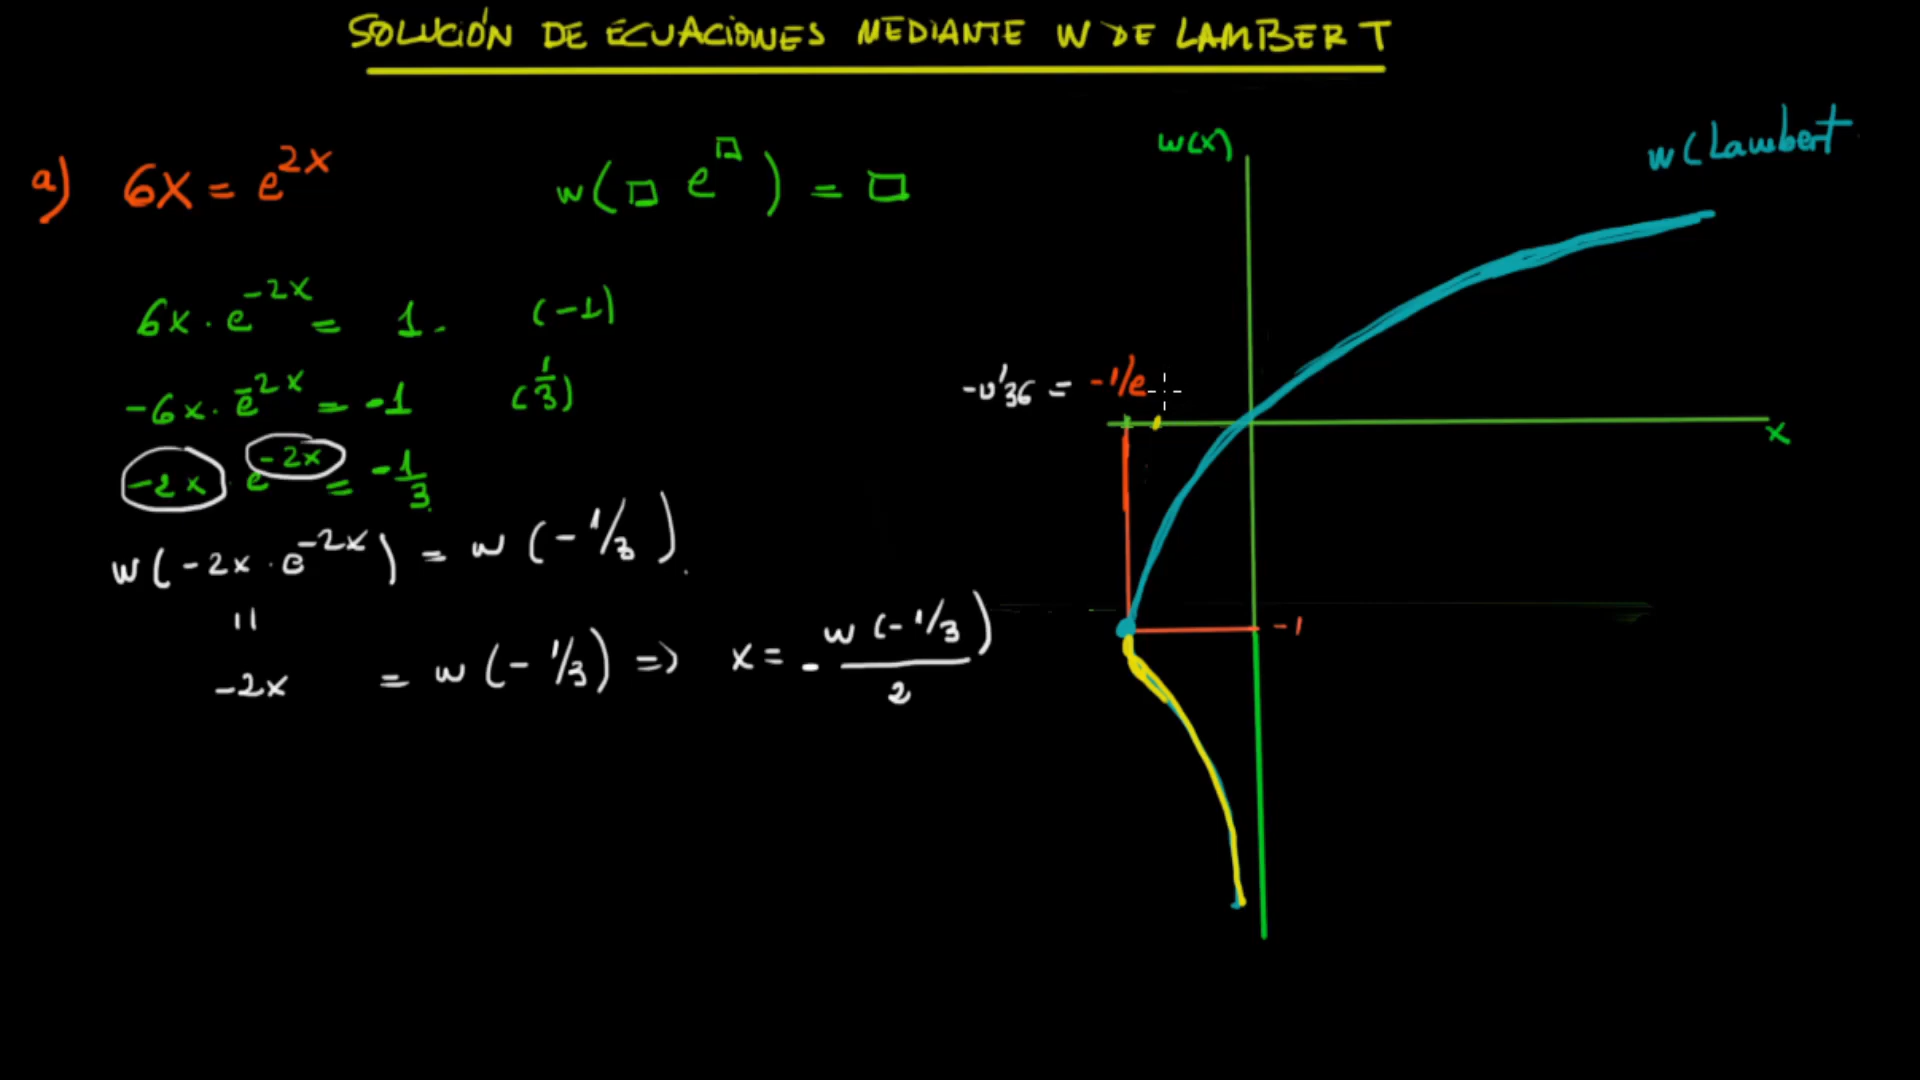 SOLUCIÓN DE ECUACIONES MEDIANTE W DE LAMBERT
a) 6x = e^{2x}
w(□ e^□) = □
6x · e^{-2x} = 1. (-1)
-6x · e^{-2x} = -1 (1/3)
-2x · e^{-2x} = -1/3
w(-2x · e^{-2x}) = w(-1/3).
||
-2x = w(-1/3) => x = - w(-1/3) / 2
w(x)
w(Lambert
-0'36 = -1/e
x
-1